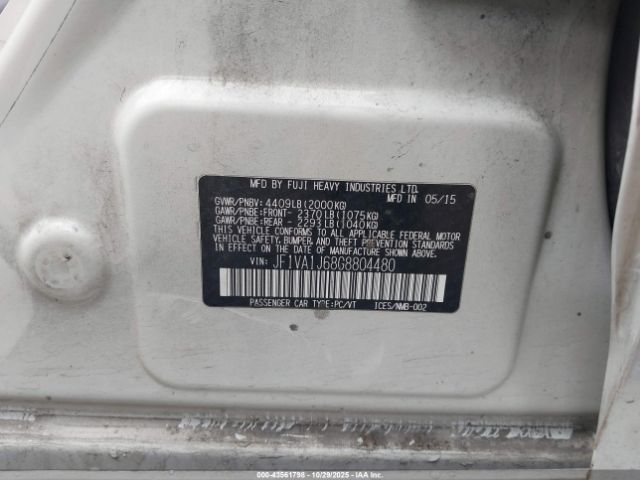 MFD BY FUJI HEAVY INDUSTRIES LTD.
GVWR/PNBV: 4409LB(2000KG) MFD IN 05/15
GAWR/PNBE:FRONT- 2370LB(1075KG)
GAWR/PNBE:REAR - 2293LB(1040KG)
THIS VEHICLE CONFORMS TO ALL APPLICABLE FEDERAL MOTOR
VEHICLE SAFETY, BUMPER, AND THEFT PREVENTION STANDARDS
IN EFFECT ON THE DATE OF MANUFACTURE SHOWN ABOVE.
VIN: JF1VA1J68G8804480
PASSENGER CAR TYPE:PC/VT ICES/NMB-002
000-43561798 - 10/29/2025 - IAAI.COM